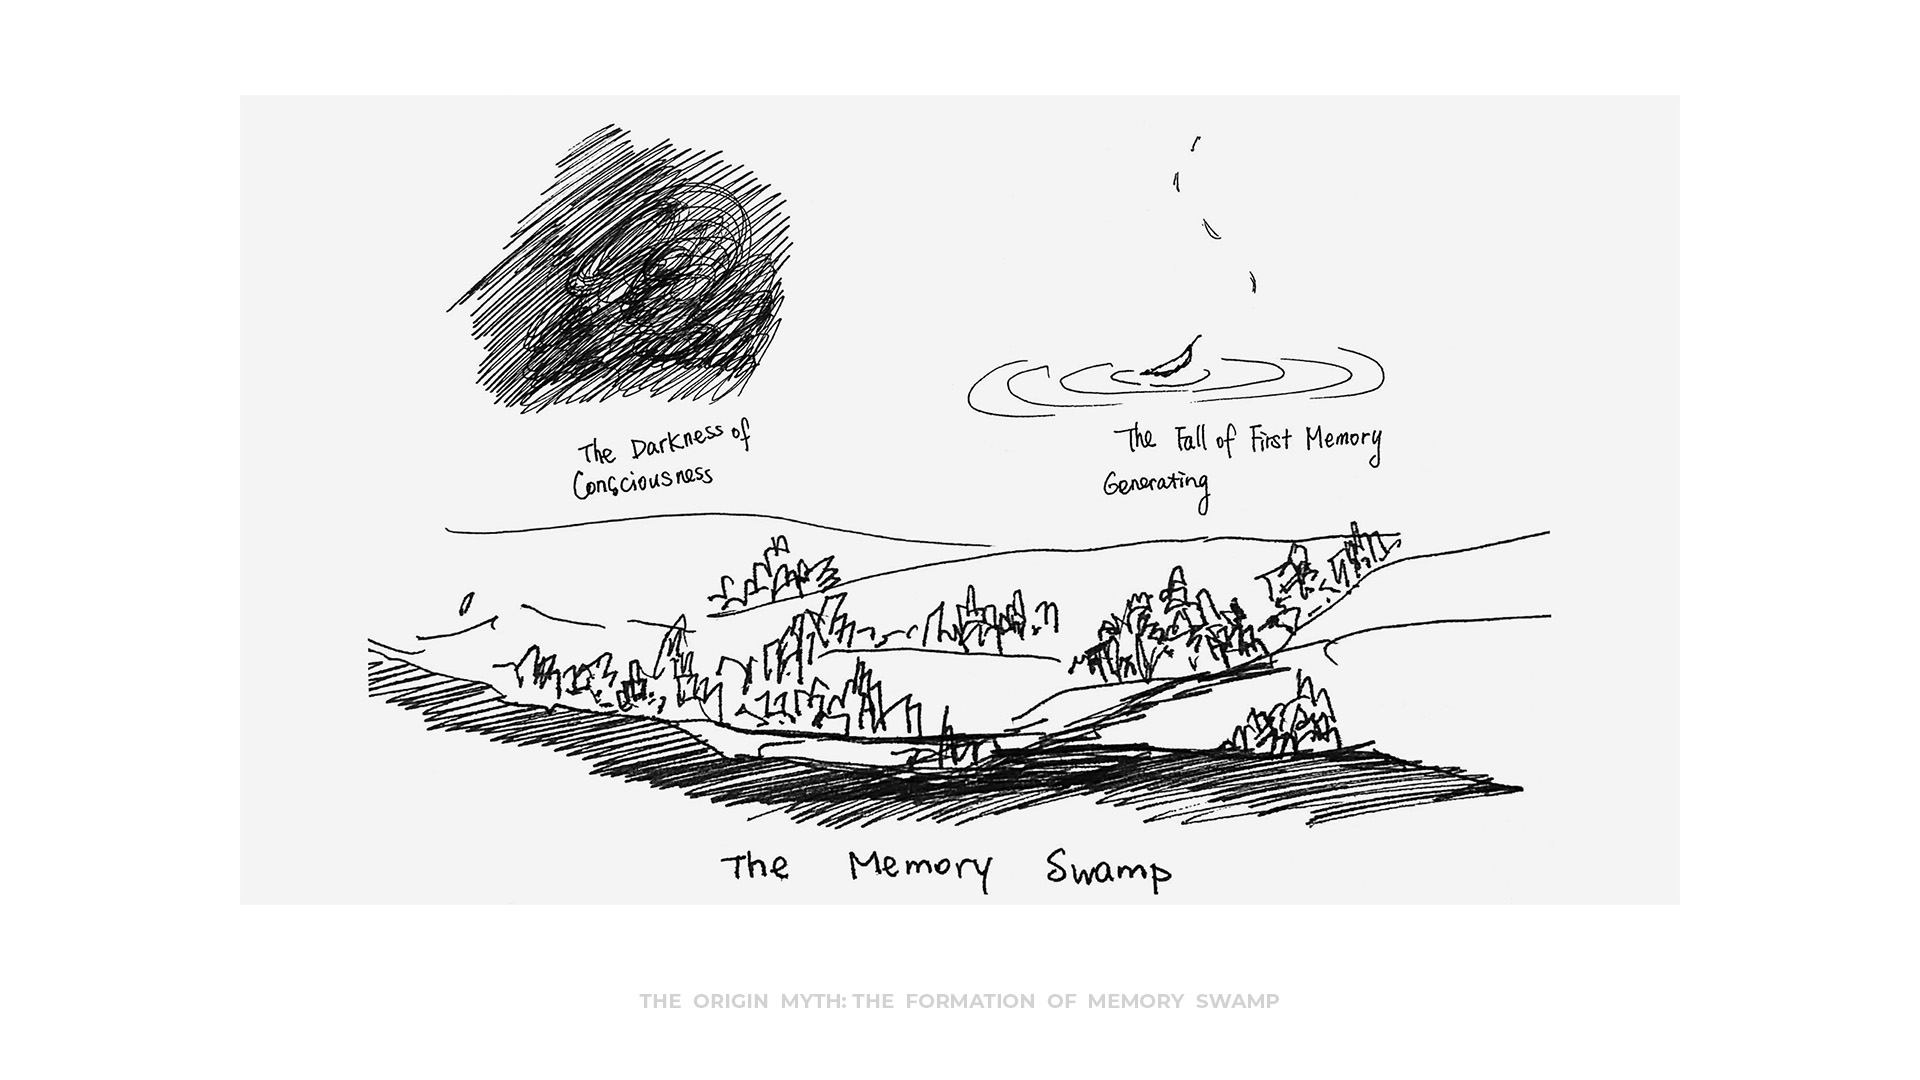 The Darkness of
Consciousness
The Fall of First Memory
Generating
The Memory Swamp
THE ORIGIN MYTH: THE FORMATION OF MEMORY SWAMP